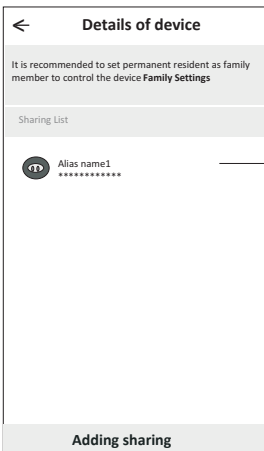 Details of device
It is recommended to set permanent resident as family
member to control the device Family Settings
Sharing List
Alias name1
************
Adding sharing